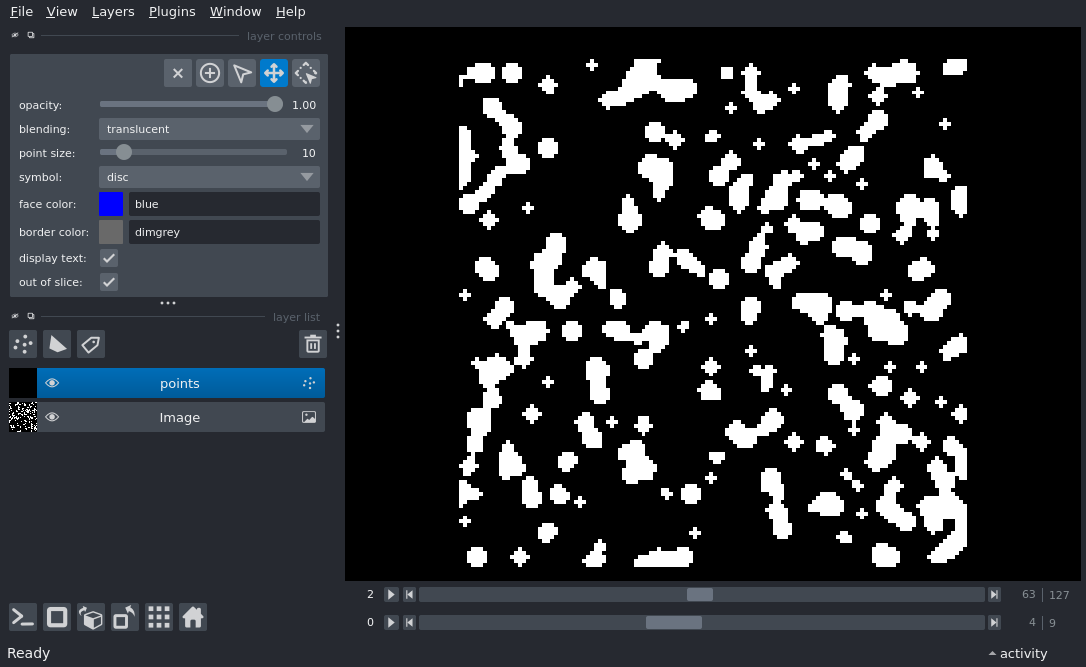 File View Layers Plugins Window Help
layer controls
opacity: 1.00
blending: translucent
point size: 10
symbol: disc
face color: blue
border color: dimgrey
display text:
out of slice:
layer list
points
Image
2 63 127
0 4 9
Ready activity